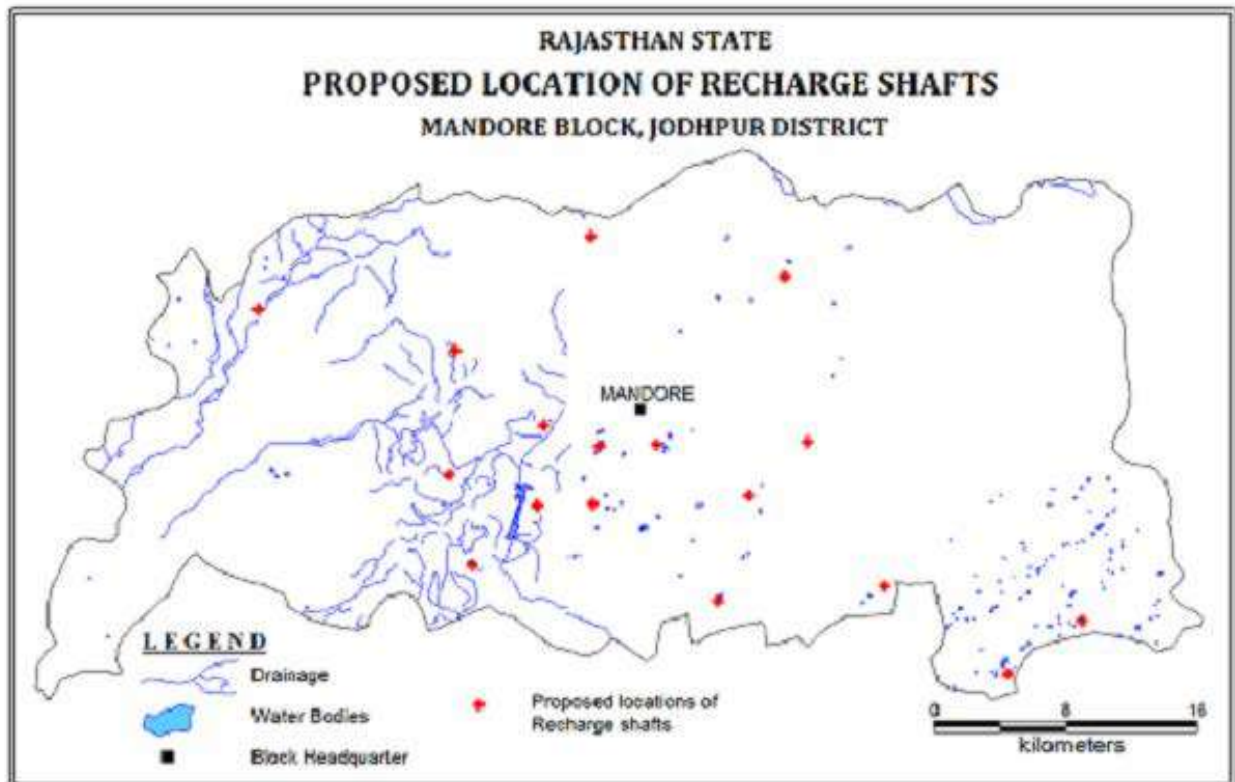 RAJASTHAN STATE
PROPOSED LOCATION OF RECHARGE SHAFTS
MANDORE BLOCK, JODHPUR DISTRICT
MANDORE
LEGEND
Drainage
Water Bodies
Block Headquarter
Proposed locations of
Recharge shafts
0 8 16
kilometers